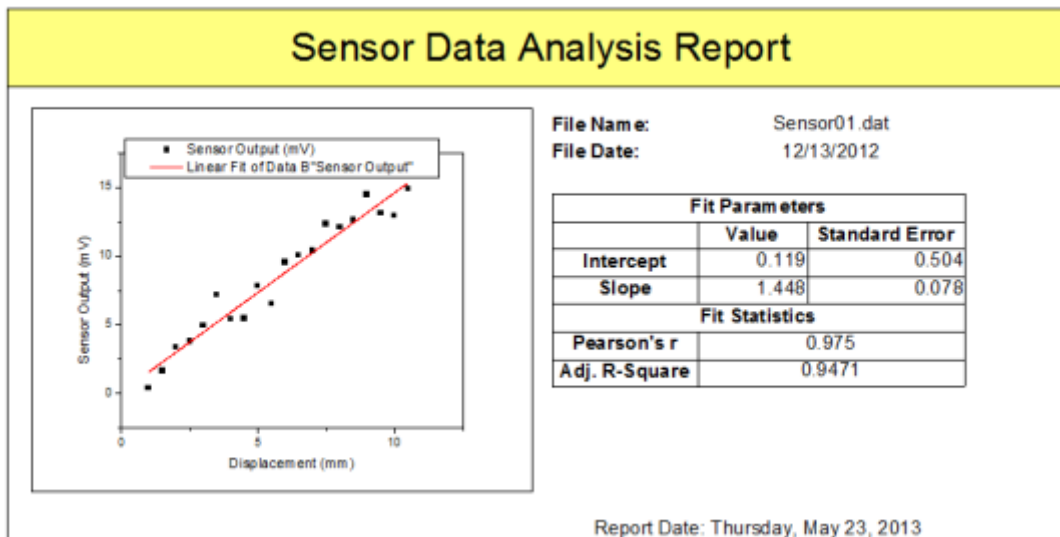 Sensor Data Analysis Report
Sensor Output (mV)
Linear Fit of Data B"Sensor Output"
15
10
5
0
Sensor Output (mV)
0 5 10
Displacement (mm)
File Name: Sensor01.dat
File Date: 12/13/2012
Fit Parameters
Value Standard Error
Intercept 0.119 0.504
Slope 1.448 0.078
Fit Statistics
Pearson's r 0.975
Adj. R-Square 0.9471
Report Date: Thursday, May 23, 2013